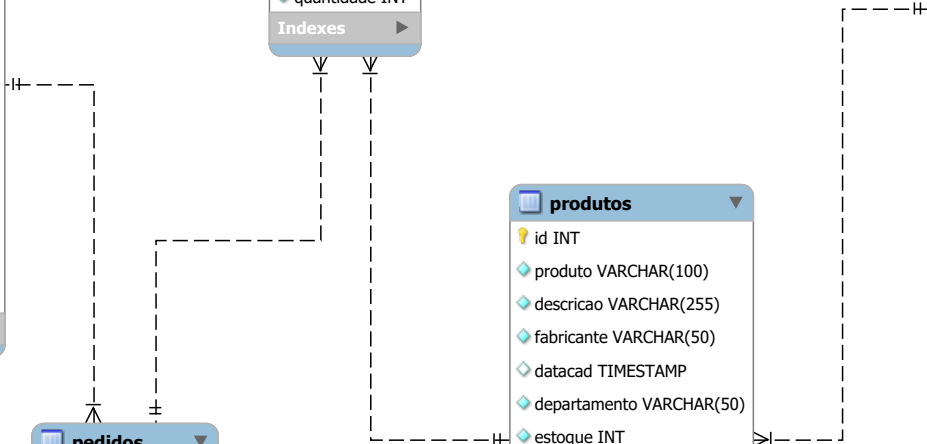 quantidade INT
Indexes
produtos
id INT
produto VARCHAR(100)
descricao VARCHAR(255)
fabricante VARCHAR(50)
datacad TIMESTAMP
departamento VARCHAR(50)
estoque INT
pedidos